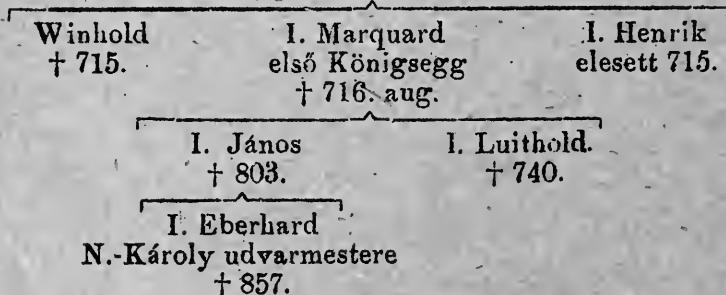 Winhold I. Marquard I. Henrik
† 715. első Königsegg elesett 715.
† 716. aug.
I. János I. Luithold.
† 803. † 740.
I. Eberhard
N.-Károly udvarmestere
† 857.